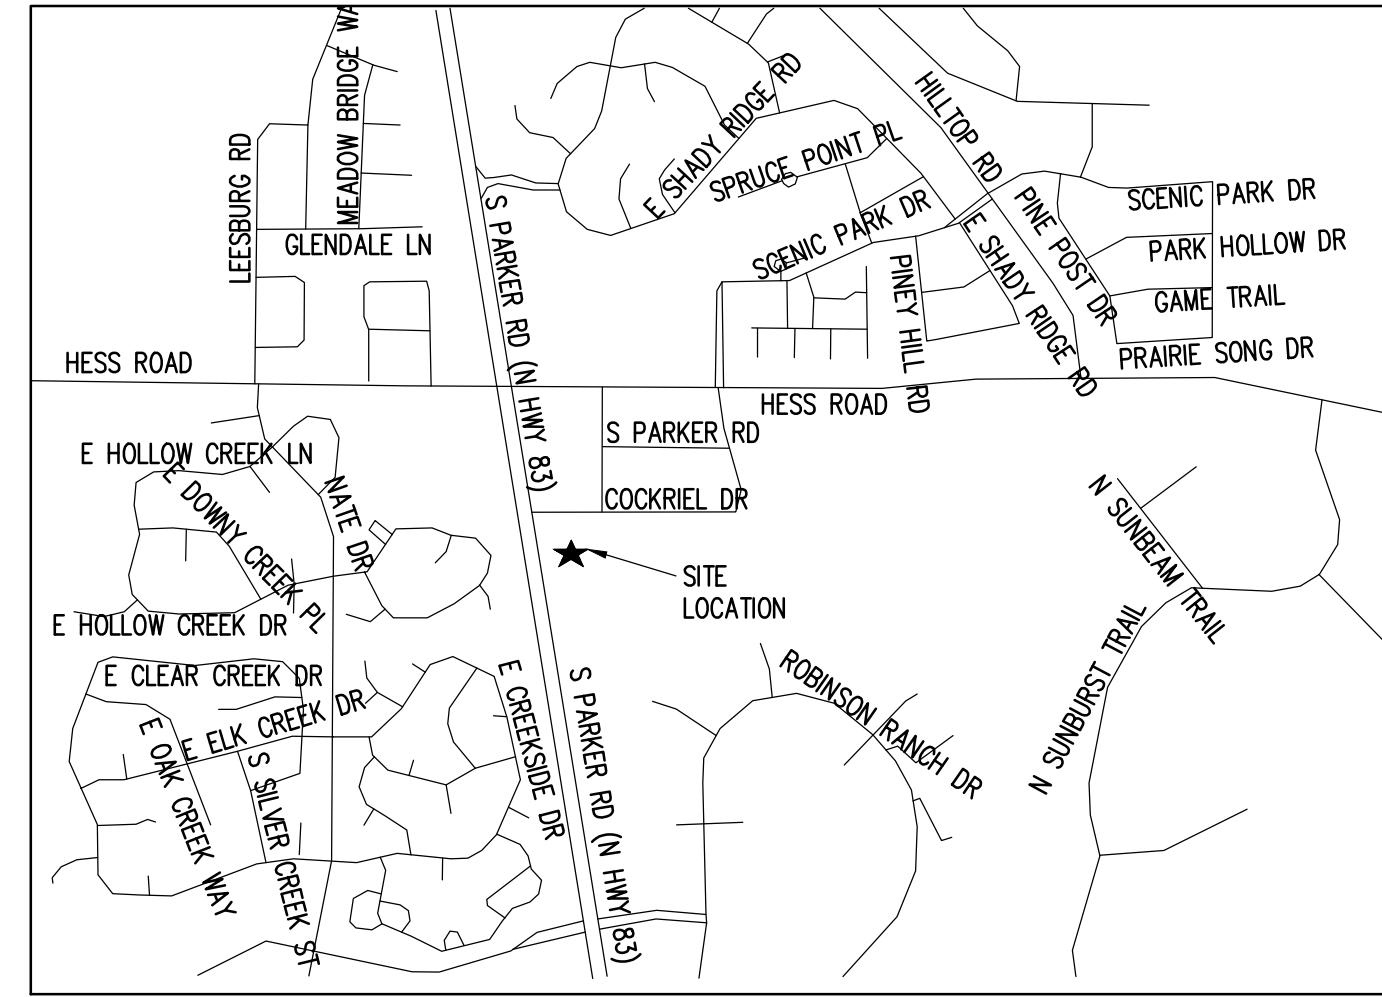 MEADOW BRIDGE WA
LEESBURG RD
GLENDALE LN
HESS ROAD
S PARKER RD (N HWY 83)
E SHADY RIDGE RD
SPRUCE POINT PL
SCENIC PARK DR
HILLTOP RD
PINE POST DR
E SHADY RIDGE RD
PINEY HILL RD
SCENIC PARK DR
PARK HOLLOW DR
GAME TRAIL
PRAIRIE SONG DR
HESS ROAD
S PARKER RD
COCKRIEL DR
E HOLLOW CREEK LN
E DOWNY CREEK PL
NATE DR
E HOLLOW CREEK DR
SITE
LOCATION
N SUNBEAM TRAIL
N SUNBURST TRAIL
ROBINSON RANCH DR
E CLEAR CREEK DR
E ELK CREEK DR
E OAK CREEK WAY
S SILVER CREEK ST
E CREEKSIDE DR
S PARKER RD (N HWY 83)